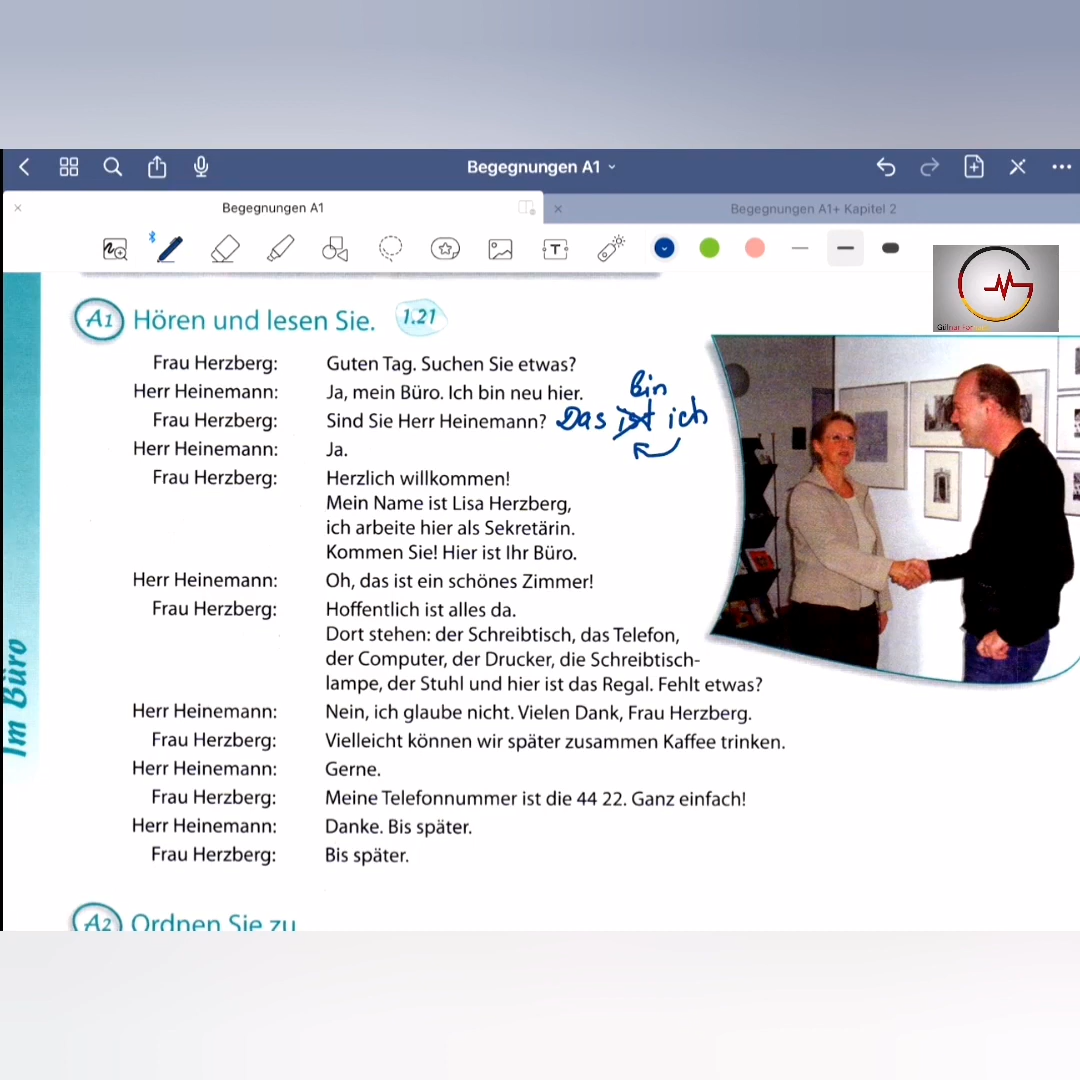 Begegnungen A1
Begegnungen A1
Begegnungen A1+ Kapitel 2
A1 Hören und lesen Sie. 1.21
Frau Herzberg: Guten Tag. Suchen Sie etwas?
Herr Heinemann: Ja, mein Büro. Ich bin neu hier.
Bin
Frau Herzberg: Sind Sie Herr Heinemann? Das ist ich
Herr Heinemann: Ja.
Frau Herzberg: Herzlich willkommen!
Mein Name ist Lisa Herzberg,
ich arbeite hier als Sekretärin.
Kommen Sie! Hier ist Ihr Büro.
Herr Heinemann: Oh, das ist ein schönes Zimmer!
Frau Herzberg: Hoffentlich ist alles da.
Dort stehen: der Schreibtisch, das Telefon,
der Computer, der Drucker, die Schreibtisch-
lampe, der Stuhl und hier ist das Regal. Fehlt etwas?
Herr Heinemann: Nein, ich glaube nicht. Vielen Dank, Frau Herzberg.
Frau Herzberg: Vielleicht können wir später zusammen Kaffee trinken.
Herr Heinemann: Gerne.
Frau Herzberg: Meine Telefonnummer ist die 44 22. Ganz einfach!
Herr Heinemann: Danke. Bis später.
Frau Herzberg: Bis später.
Im Büro
A2 Ordnen Sie zu